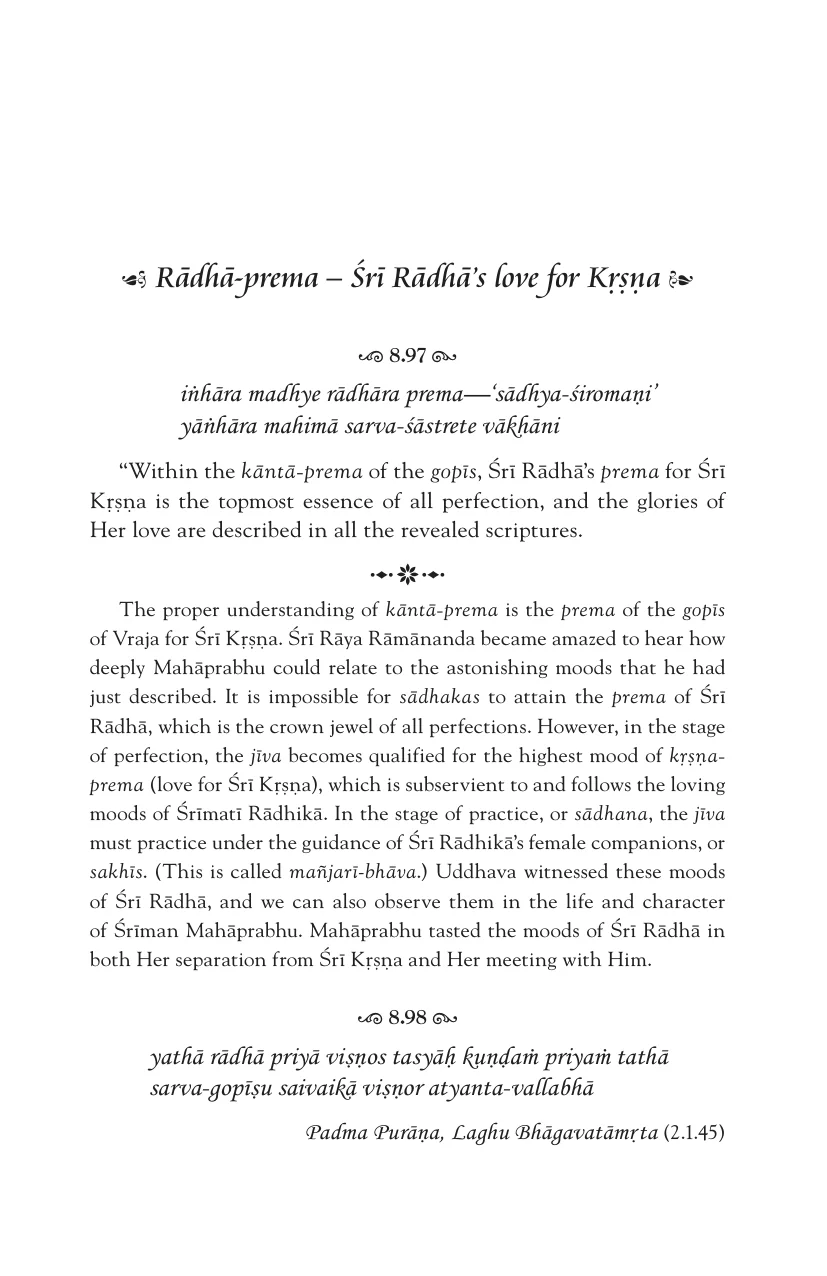 Rādhā-prema – Śrī Rādhā’s love for Kṛṣṇa
8.97
iṅhāra madhye rādhāra prema—‘sādhya-śiromaṇi’
yāṅhāra mahimā sarva-śāstrete vākhāni
“Within the kāntā-prema of the gopīs, Śrī Rādhā’s prema for Śrī
Kṛṣṇa is the topmost essence of all perfection, and the glories of
Her love are described in all the revealed scriptures.
The proper understanding of kāntā-prema is the prema of the gopīs
of Vraja for Śrī Kṛṣṇa. Śrī Rāya Rāmānanda became amazed to hear how
deeply Mahāprabhu could relate to the astonishing moods that he had
just described. It is impossible for sādhakas to attain the prema of Śrī
Rādhā, which is the crown jewel of all perfections. However, in the stage
of perfection, the jīva becomes qualified for the highest mood of kṛṣṇa-
prema (love for Śrī Kṛṣṇa), which is subservient to and follows the loving
moods of Śrīmatī Rādhikā. In the stage of practice, or sādhana, the jīva
must practice under the guidance of Śrī Rādhikā’s female companions, or
sakhīs. (This is called mañjarī-bhāva.) Uddhava witnessed these moods
of Śrī Rādhā, and we can also observe them in the life and character
of Śrīman Mahāprabhu. Mahāprabhu tasted the moods of Śrī Rādhā in
both Her separation from Śrī Kṛṣṇa and Her meeting with Him.
8.98
yathā rādhā priyā viṣṇos tasyāḥ kuṇḍaṁ priyaṁ tathā
sarva-gopīṣu saivaikā viṣṇor atyanta-vallabhā
Padma Purāṇa, Laghu Bhāgavatāmṛta (2.1.45)